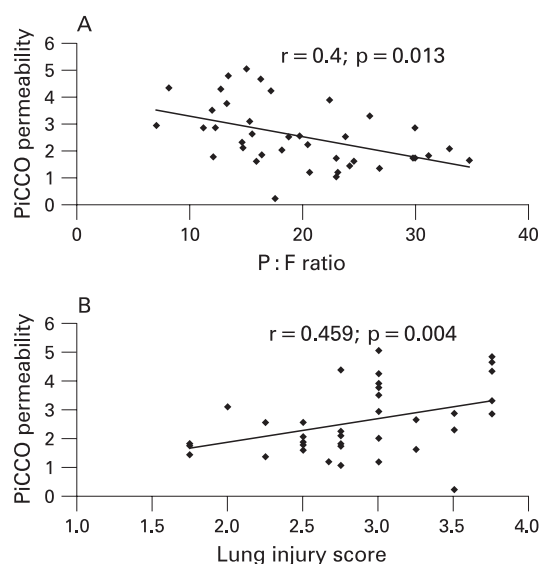 A
r = 0.4; p = 0.013
PiCCO permeability
6
5
4
3
2
1
0
0 10 20 30 40
P : F ratio
B
r = 0.459; p = 0.004
PiCCO permeability
6
5
4
3
2
1
0
1.0 1.5 2.0 2.5 3.0 3.5 4.0
Lung injury score